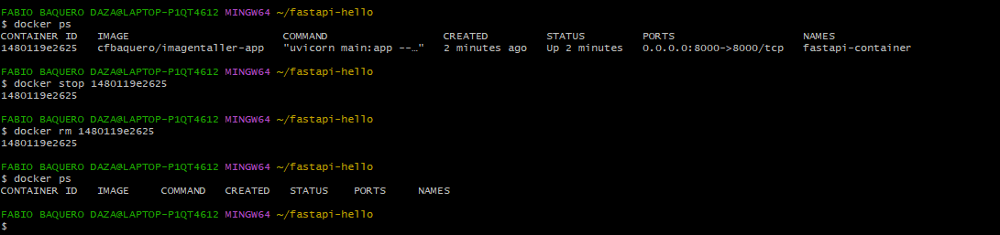 FABIO BAQUERO DAZA@LAPTOP-P1QT4612 MINGW64 ~/fastapi-hello
$ docker ps
CONTAINER ID   IMAGE                        COMMAND                  CREATED         STATUS         PORTS                    NAMES
1480119e2625   cfbaquero/imagentaller-app   "uvicorn main:app --…"   2 minutes ago   Up 2 minutes   0.0.0.0:8000->8000/tcp   fastapi-container
FABIO BAQUERO DAZA@LAPTOP-P1QT4612 MINGW64 ~/fastapi-hello
$ docker stop 1480119e2625
1480119e2625
FABIO BAQUERO DAZA@LAPTOP-P1QT4612 MINGW64 ~/fastapi-hello
$ docker rm 1480119e2625
1480119e2625
FABIO BAQUERO DAZA@LAPTOP-P1QT4612 MINGW64 ~/fastapi-hello
$ docker ps
CONTAINER ID   IMAGE     COMMAND   CREATED   STATUS    PORTS     NAMES
FABIO BAQUERO DAZA@LAPTOP-P1QT4612 MINGW64 ~/fastapi-hello
$